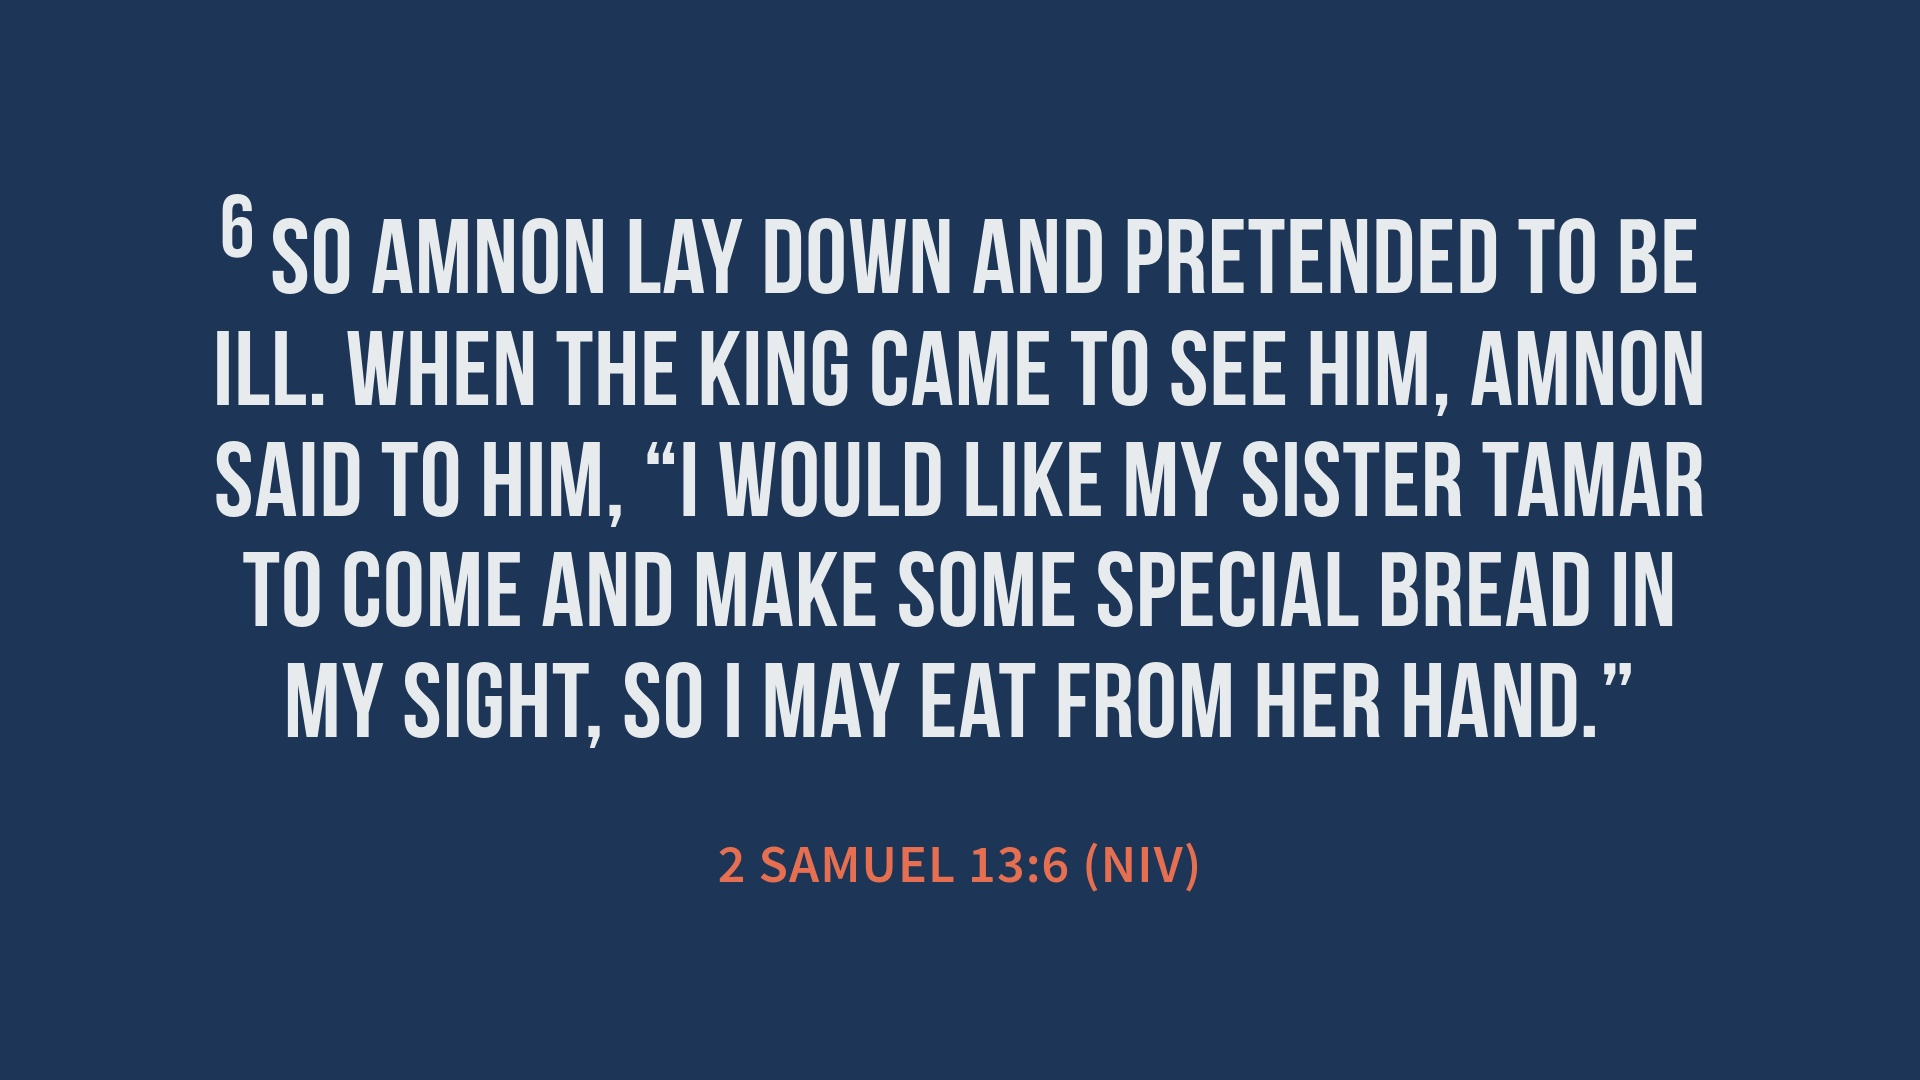 6 SO AMNON LAY DOWN AND PRETENDED TO BE
ILL. WHEN THE KING CAME TO SEE HIM, AMNON
SAID TO HIM, “I WOULD LIKE MY SISTER TAMAR
TO COME AND MAKE SOME SPECIAL BREAD IN
MY SIGHT, SO I MAY EAT FROM HER HAND.”
2 SAMUEL 13:6 (NIV)